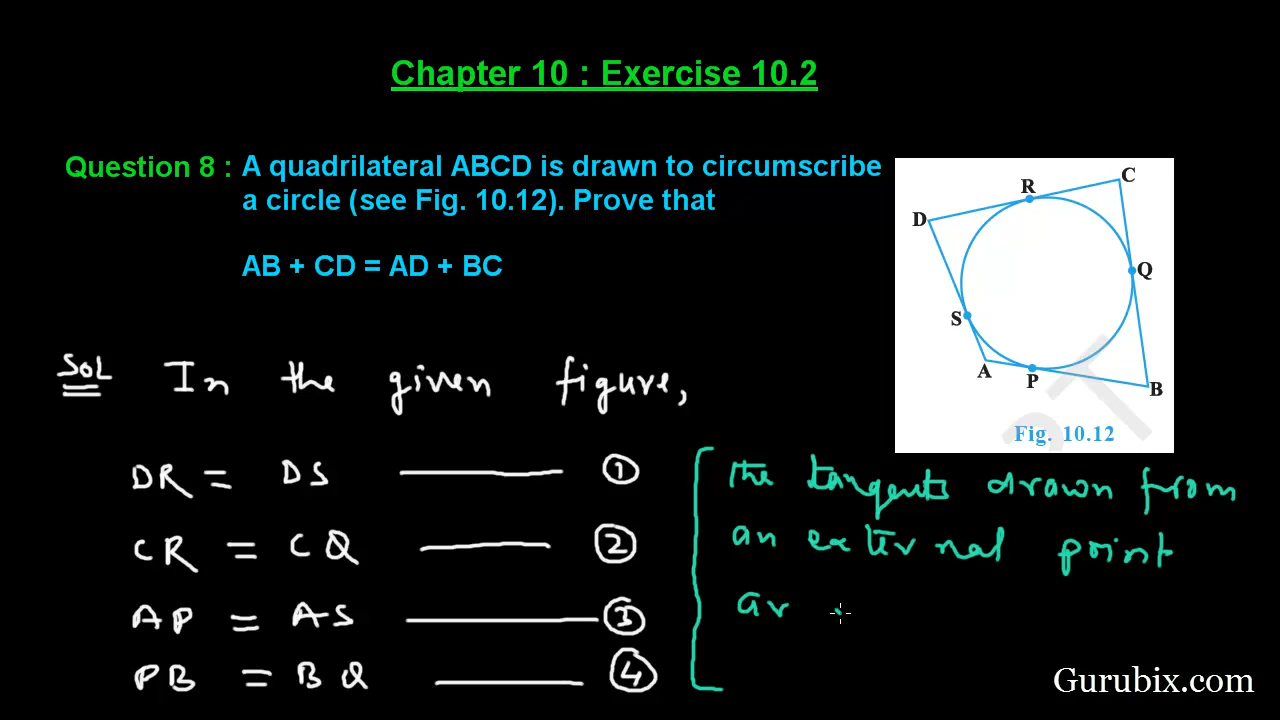 Chapter 10 : Exercise 10.2
Question 8 : A quadrilateral ABCD is drawn to circumscribe
a circle (see Fig. 10.12). Prove that
AB + CD = AD + BC
R
C
D
Q
S
A
P
B
Fig. 10.12
Sol In the given figure,
DR = DS ——— ①
CR = CQ ——— ②
AP = AS ——— ③
PB = BQ ——— ④
[ the tangents drawn from
an external point
ar
Gurubix.com